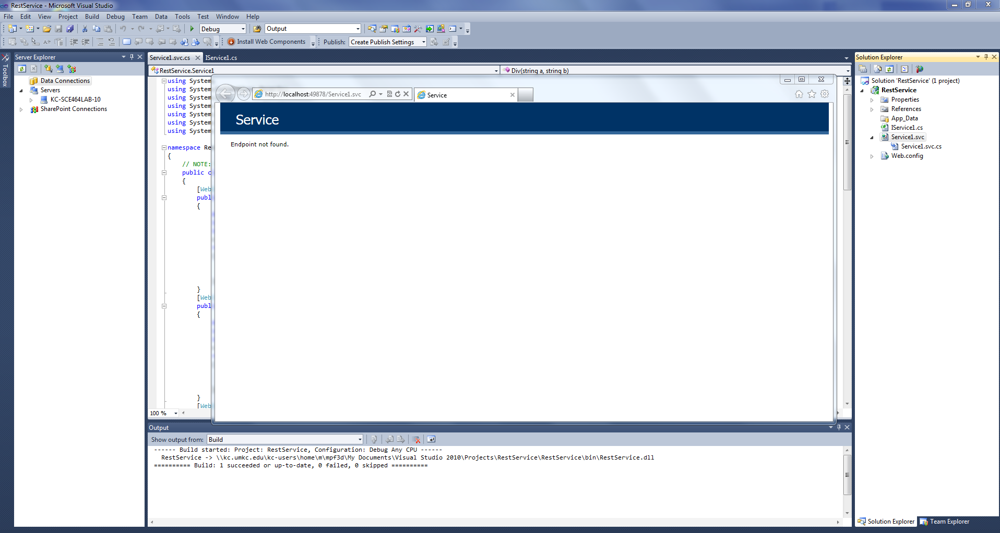 RestService - Microsoft Visual Studio
File Edit View Project Build Debug Team Data Tools Test Window Help
Debug Output
Install Web Components Publish: Create Publish Settings
Toolbox
Server Explorer
Data Connections
Servers
KC-SCE464LAB-10
SharePoint Connections
Service1.svc.cs IService1.cs
RestService.Service1 Div(string a, string b)
using System
using System
using System
using System
using System
using System
using System
namespace Re
{
// NOTE:
public c
{
[Web
publ
{
}
[Web
publ
{
}
[Web
100 %
http://localhost:49878/Service1.svc
Service
Service
Endpoint not found.
Output
Show output from: Build
------ Build started: Project: RestService, Configuration: Debug Any CPU ------
RestService -> \\kc.umkc.edu\kc-users\home\m\mpf3d\My Documents\Visual Studio 2010\Projects\RestService\RestService\bin\RestService.dll
========== Build: 1 succeeded or up-to-date, 0 failed, 0 skipped ==========
Solution Explorer
Solution 'RestService' (1 project)
RestService
Properties
References
App_Data
IService1.cs
Service1.svc
Service1.svc.cs
Web.config
Solution Explorer Team Explorer